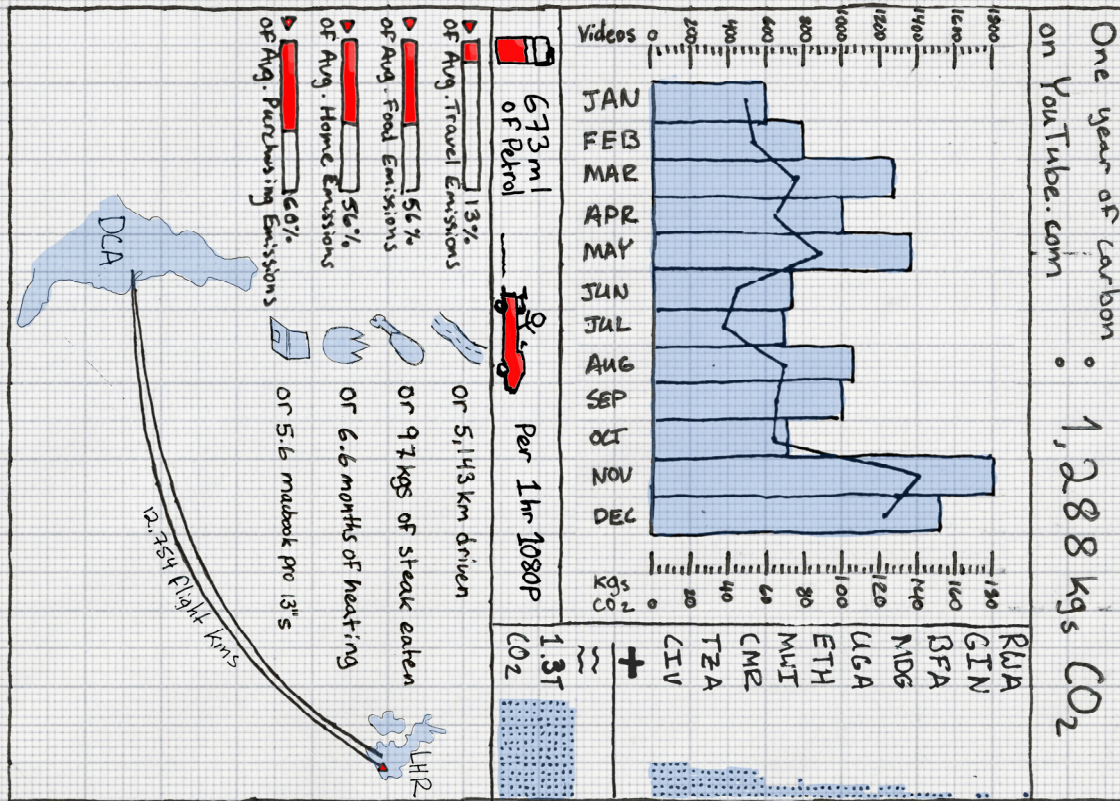 One year of carbon
on YouTube.com
1,288 kgs CO2
Videos
0
200
400
600
800
1000
1200
1400
1600
1800
JAN
FEB
MAR
APR
MAY
JUN
JUL
AUG
SEP
OCT
NOV
DEC
kgs
CO2
0
20
40
60
80
100
120
140
160
180
RWA
GIN
BFA
MDG
UGA
ETH
MWI
CMR
TZA
CIV
+
≈
1.3T
CO2
673 ml
of Petrol
Per 1hr 1080P
13%
of Avg. Travel Emissions
or 5,143 km driven
56%
of Avg. Food Emissions
or 97 kgs of steak eaten
56%
of Avg. Home Emissions
or 6.6 months of heating
60%
of Avg. Purchasing Emissions
or 5.6 macbook pro 13"s
DCA
12,754 flight kms
LHR